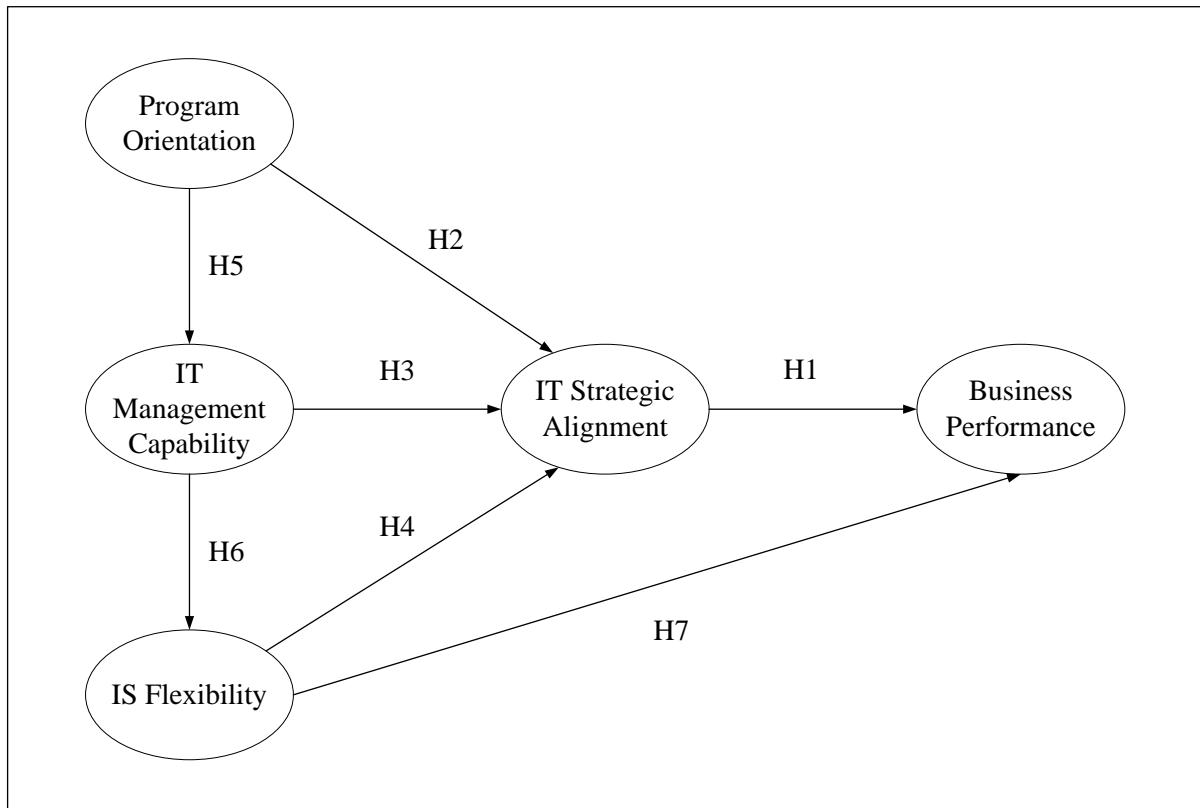 Program
Orientation
H2
H5
IT
Management
Capability
H3
IT Strategic
Alignment
H1
Business
Performance
H4
H6
H7
IS Flexibility